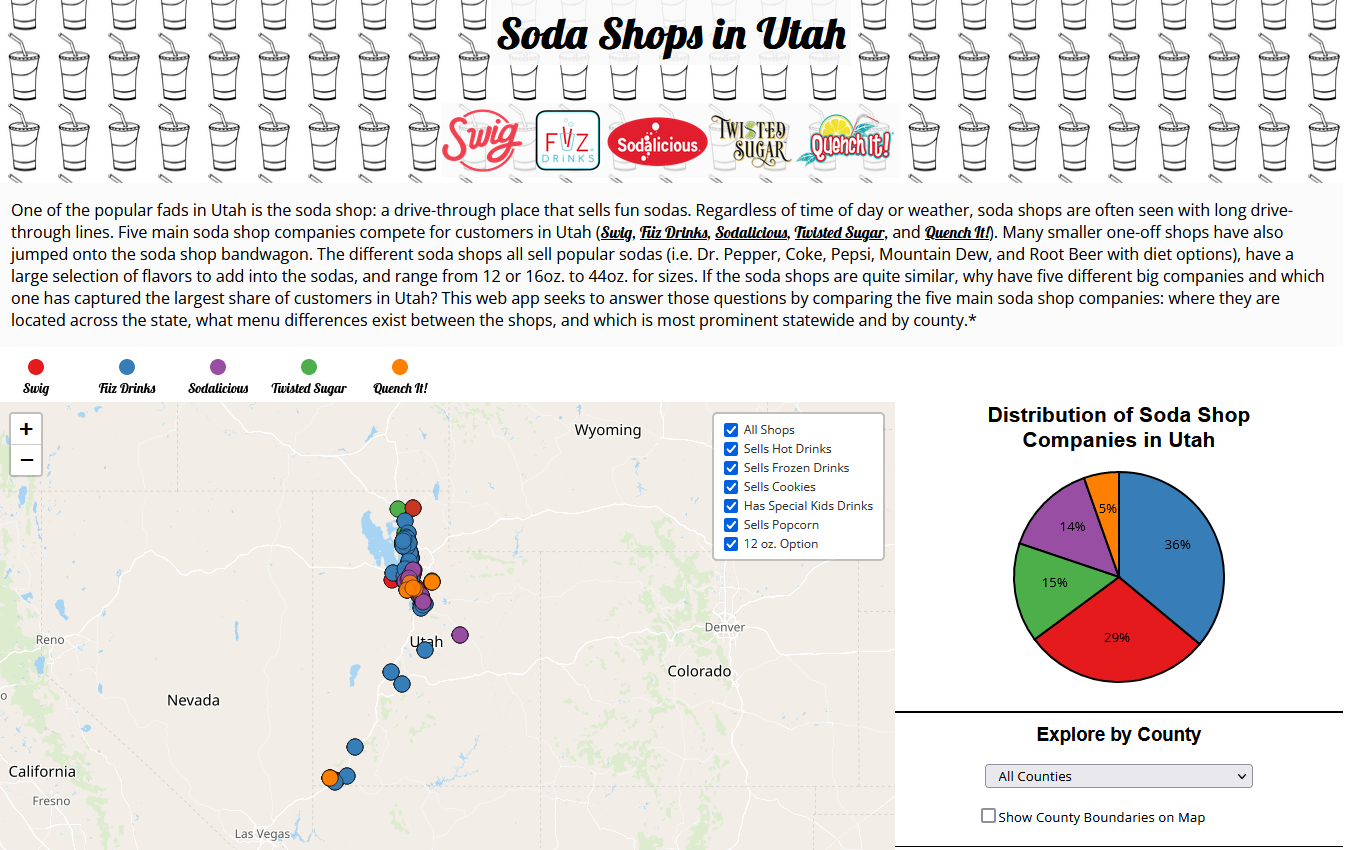 Soda Shops in Utah
Swig
FiiZ
DRINKS
Sodalicious
TWISTED
SUGAR
Quench It!
One of the popular fads in Utah is the soda shop: a drive-through place that sells fun sodas. Regardless of time of day or weather, soda shops are often seen with long drive-
through lines. Five main soda shop companies compete for customers in Utah (Swig, Fiiz Drinks, Sodalicious, Twisted Sugar, and Quench It!). Many smaller one-off shops have also
jumped onto the soda shop bandwagon. The different soda shops all sell popular sodas (i.e. Dr. Pepper, Coke, Pepsi, Mountain Dew, and Root Beer with diet options), have a
large selection of flavors to add into the sodas, and range from 12 or 16oz. to 44oz. for sizes. If the soda shops are quite similar, why have five different big companies and which
one has captured the largest share of customers in Utah? This web app seeks to answer those questions by comparing the five main soda shop companies: where they are
located across the state, what menu differences exist between the shops, and which is most prominent statewide and by county.*
Swig
Fiiz Drinks
Sodalicious
Twisted Sugar
Quench It!
+
−
Wyoming
All Shops
Sells Hot Drinks
Sells Frozen Drinks
Sells Cookies
Has Special Kids Drinks
Sells Popcorn
12 oz. Option
Reno
Utah
Denver
Colorado
Nevada
California
Fresno
Las Vegas
o
Distribution of Soda Shop
Companies in Utah
5%
14%
36%
15%
29%
Explore by County
All Counties
Show County Boundaries on Map